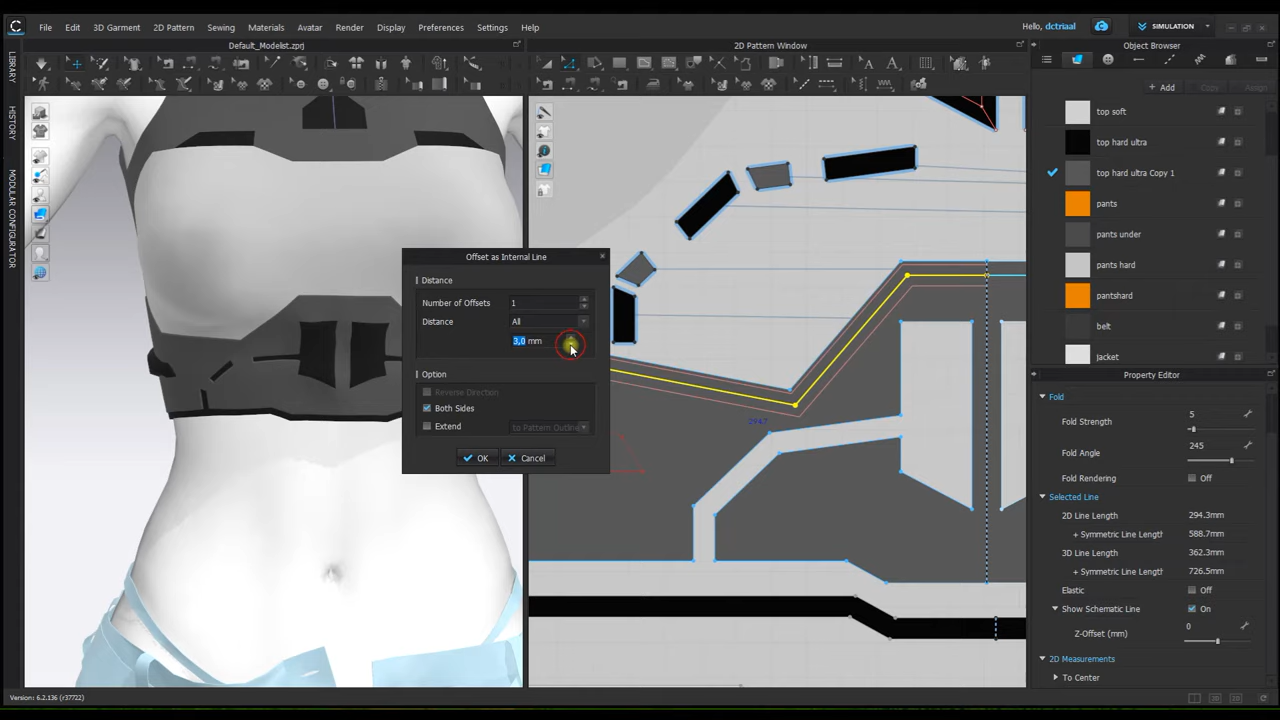 File Edit 3D Garment 2D Pattern Sewing Materials Avatar Render Display Preferences Settings Help
Hello, dctriaal
SIMULATION
Default_Modelist.zprj
2D Pattern Window
Object Browser
LIBRARY
HISTORY
MODULAR CONFIGURATOR
+ Add Copy Assign
top soft
top hard ultra
top hard ultra Copy 1
pants
pants under
pants hard
pantshard
belt
Jacket
Offset as Internal Line
Distance
Number of Offsets 1
Distance All
3,0 mm
Option
Reverse Direction
Both Sides
Extend to Pattern Outline
OK Cancel
294.7
Property Editor
Fold
Fold Strength 5
Fold Angle 245
Fold Rendering Off
Selected Line
2D Line Length 294.3mm
+ Symmetric Line Length 588.7mm
3D Line Length 362.3mm
+ Symmetric Line Length 726.5mm
Elastic Off
Show Schematic Line On
Z-Offset (mm) 0
2D Measurements
To Center
Version: 6.2.136 (r37722)